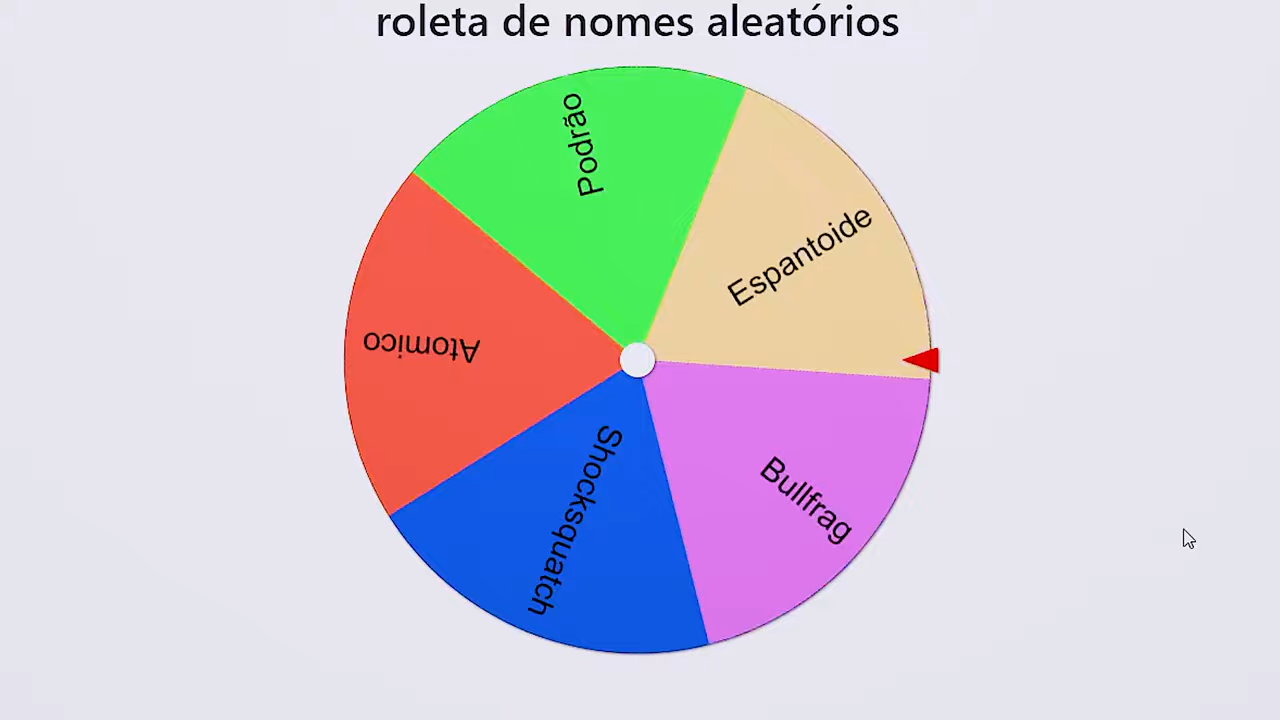 roleta de nomes aleatórios
Podrão
Espantoide
Atomico
Bullfrag
Shocksquatch